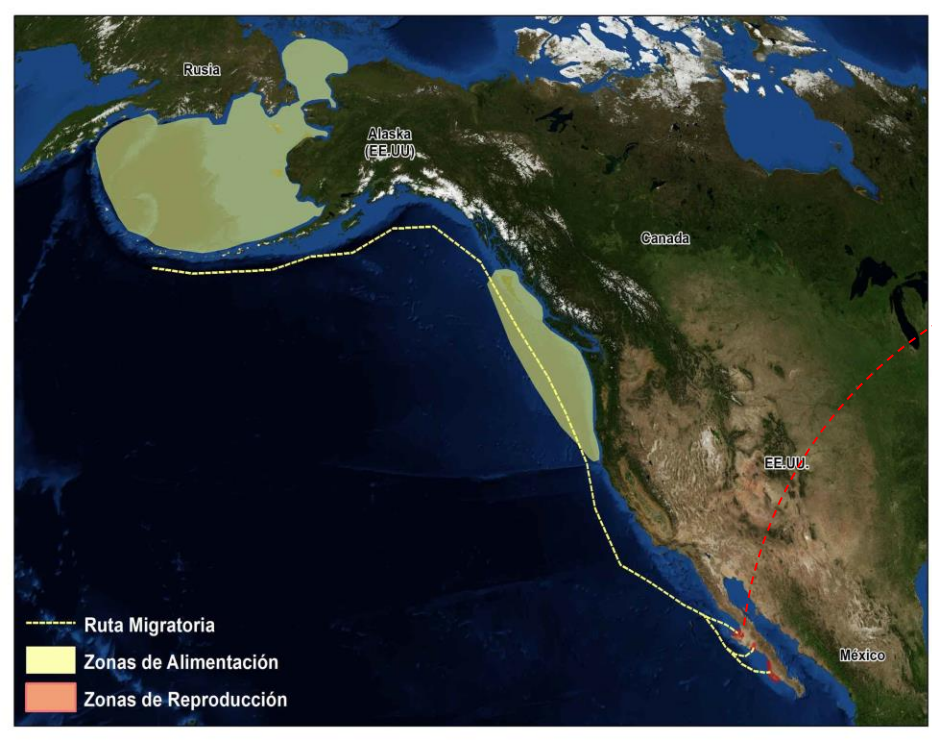 Rusia
Alaska
(EE.UU)
Canada
EE.UU.
México
Ruta Migratoria
Zonas de Alimentación
Zonas de Reproducción